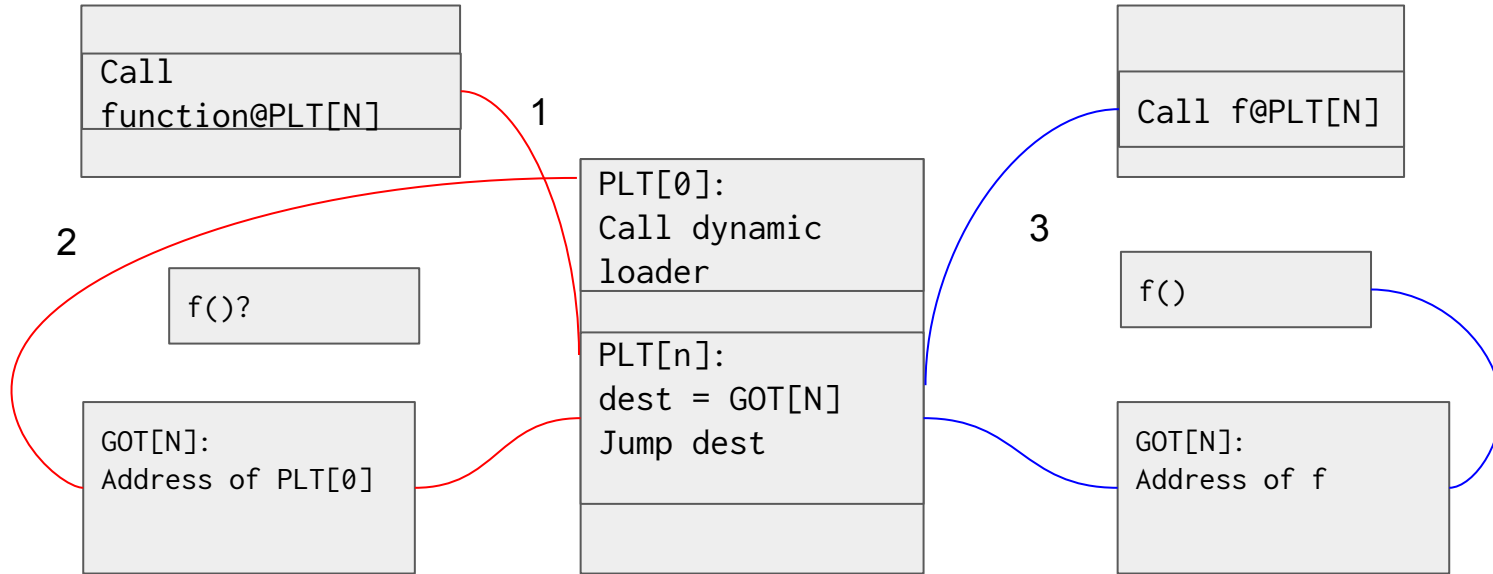 Call
function@PLT[N]
1
2
f()?
GOT[N]:
Address of PLT[0]
PLT[0]:
Call dynamic
loader
PLT[n]:
dest = GOT[N]
Jump dest
Call f@PLT[N]
3
f()
GOT[N]:
Address of f